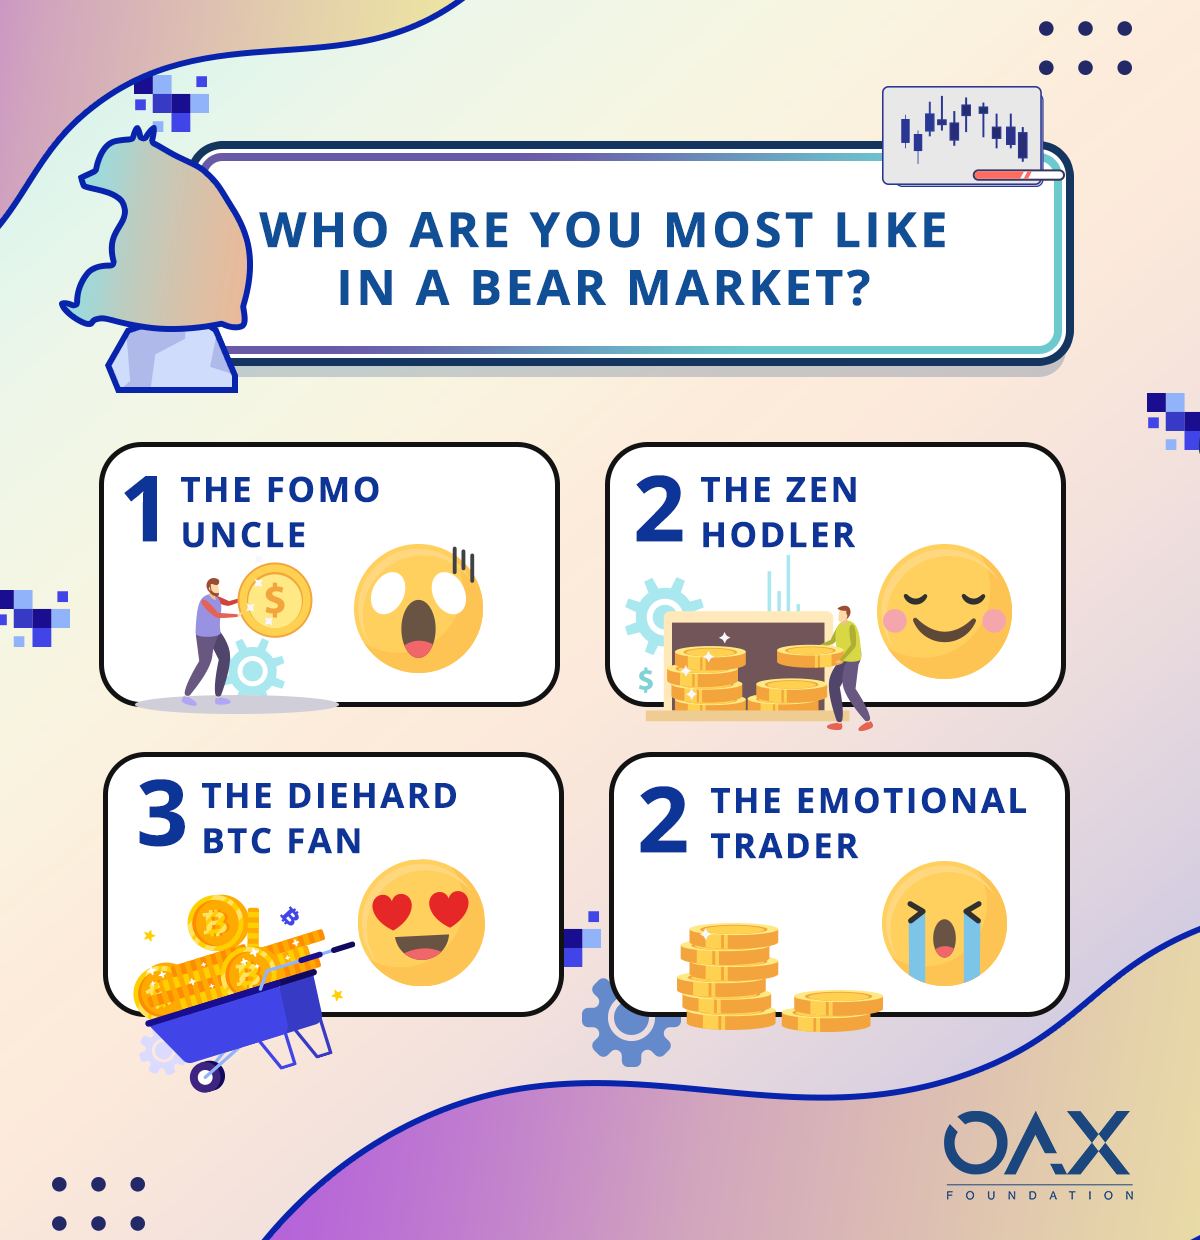 WHO ARE YOU MOST LIKE
IN A BEAR MARKET?
1 THE FOMO
UNCLE
$
2 THE ZEN
HODLER
$
3 THE DIEHARD
BTC FAN
2 THE EMOTIONAL
TRADER
OAX
FOUNDATION